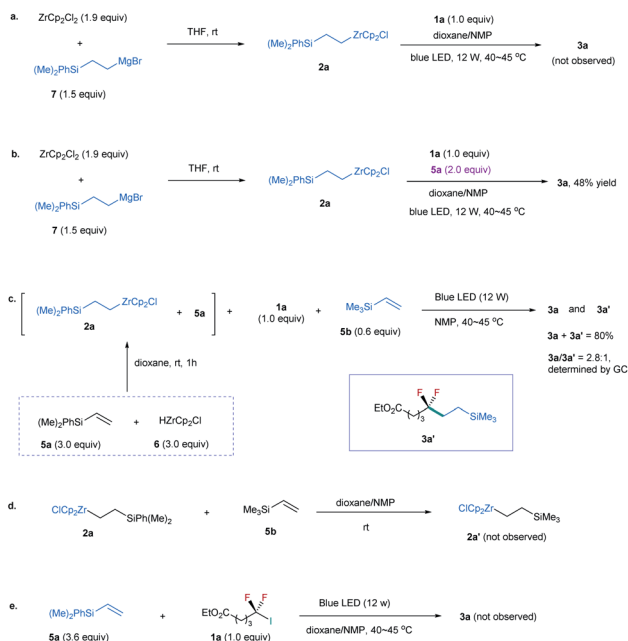 a.
ZrCp₂Cl₂ (1.9 equiv)
+
(Me)₂PhSi MgBr
7 (1.5 equiv)
THF, rt
(Me)₂PhSi ZrCp₂Cl
2a
1a (1.0 equiv)
dioxane/NMP
blue LED, 12 W, 40~45 °C
3a
(not observed)
b.
ZrCp₂Cl₂ (1.9 equiv)
+
(Me)₂PhSi MgBr
7 (1.5 equiv)
THF, rt
(Me)₂PhSi ZrCp₂Cl
2a
1a (1.0 equiv)
5a (2.0 equiv)
dioxane/NMP
blue LED, 12 W, 40~45 °C
3a, 48% yield
c.
(Me)₂PhSi ZrCp₂Cl + 5a
2a
+ 1a
(1.0 equiv)
+ Me₃Si
5b (0.6 equiv)
Blue LED (12 W)
NMP, 40~45 °C
3a and 3a'
3a + 3a' = 80%
3a/3a' = 2.8:1,
determined by GC
dioxane, rt, 1h
(Me)₂PhSi + HZrCp₂Cl
5a (3.0 equiv) 6 (3.0 equiv)
F F
EtO₂C ( )₃ SiMe₃
3a'
d.
ClCp₂Zr SiPh(Me)₂
2a
+
Me₃Si
5b
dioxane/NMP
rt
ClCp₂Zr SiMe₃
2a' (not observed)
e.
(Me)₂PhSi
5a (3.6 equiv)
+
F F
EtO₂C ( )₃ I
1a (1.0 equiv)
Blue LED (12 w)
dioxane/NMP, 40~45 °C
3a (not observed)